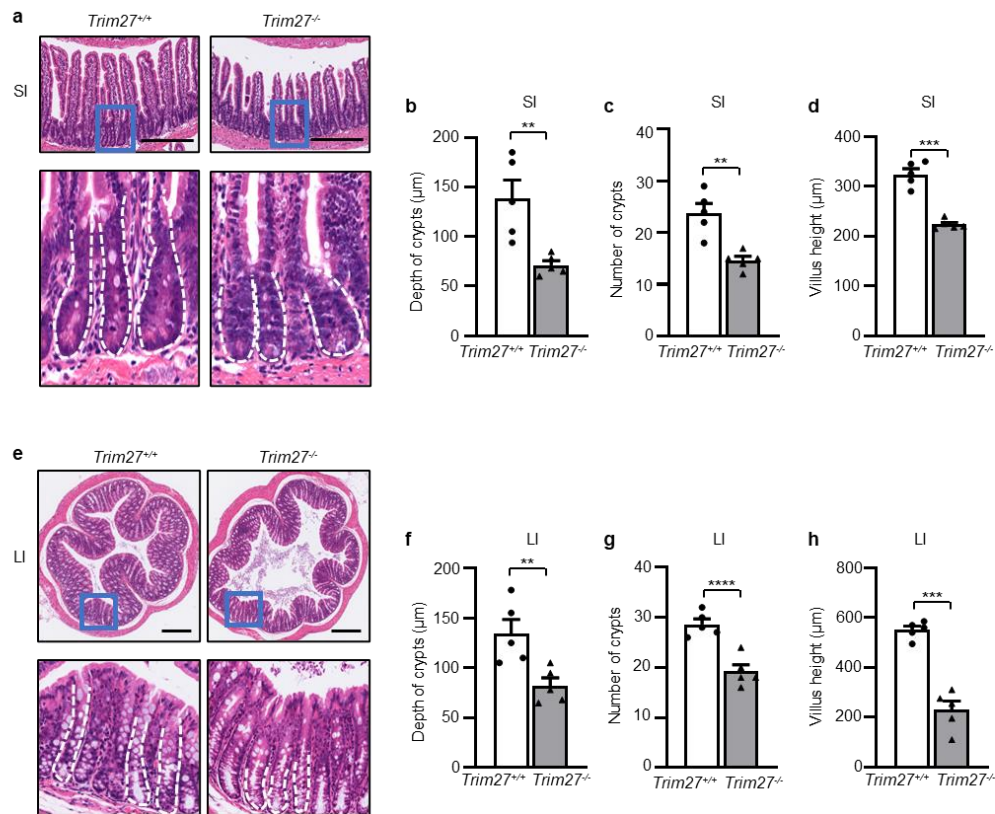 a
Trim27+/+ Trim27-/-
SI
b SI
**
Depth of crypts (µm)
200
150
100
50
0
Trim27+/+ Trim27-/-
c SI
**
Number of crypts
40
30
20
10
0
Trim27+/+ Trim27-/-
d SI
***
Villus height (µm)
400
300
200
100
0
Trim27+/+ Trim27-/-
e
Trim27+/+ Trim27-/-
LI
f LI
**
Depth of crypts (µm)
200
150
100
50
0
Trim27+/+ Trim27-/-
g LI
****
Number of crypts
40
30
20
10
0
Trim27+/+ Trim27-/-
h LI
***
Villus height (µm)
800
600
400
200
0
Trim27+/+ Trim27-/-